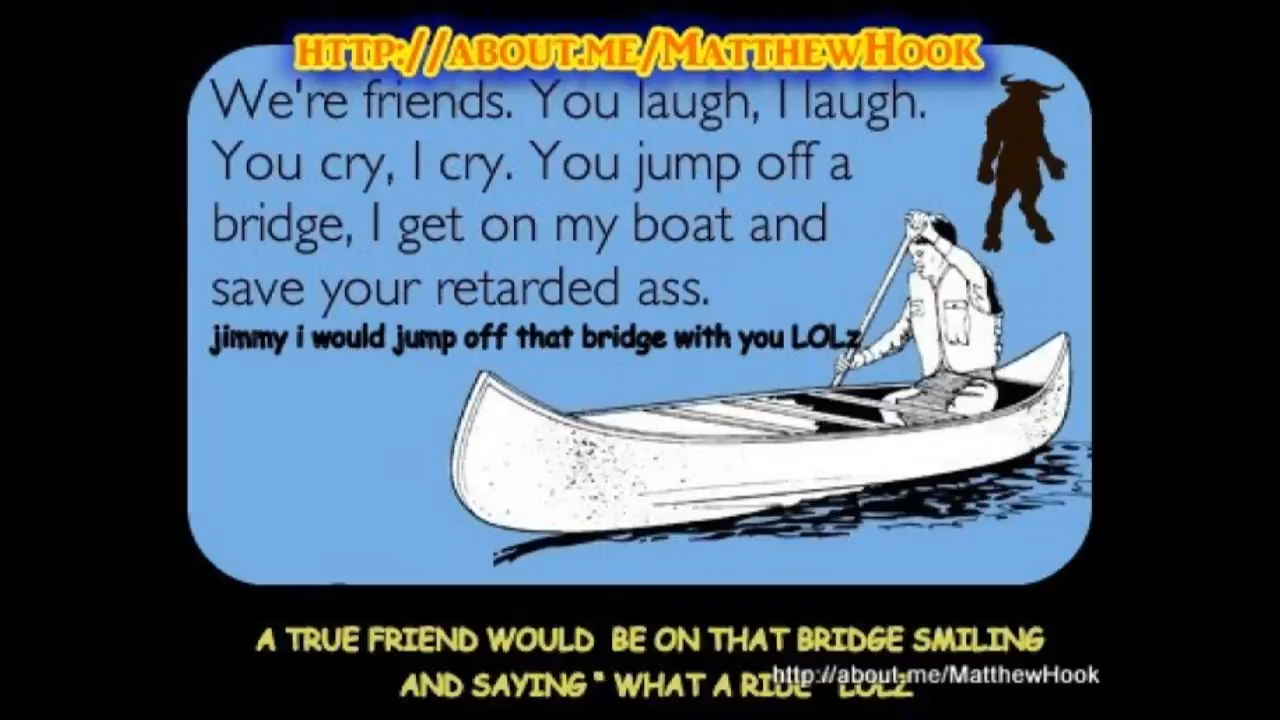 HTTP://ABOUT.ME/MATTHEWHOOK
We're friends. You laugh, I laugh.
You cry, I cry. You jump off a
bridge, I get on my boat and
save your retarded ass.
jimmy i would jump off that bridge with you LOLz
A TRUE FRIEND WOULD BE ON THAT BRIDGE SMILING
AND SAYING " WHAT A RIDE " LOLZ
http://about.me/MatthewHook